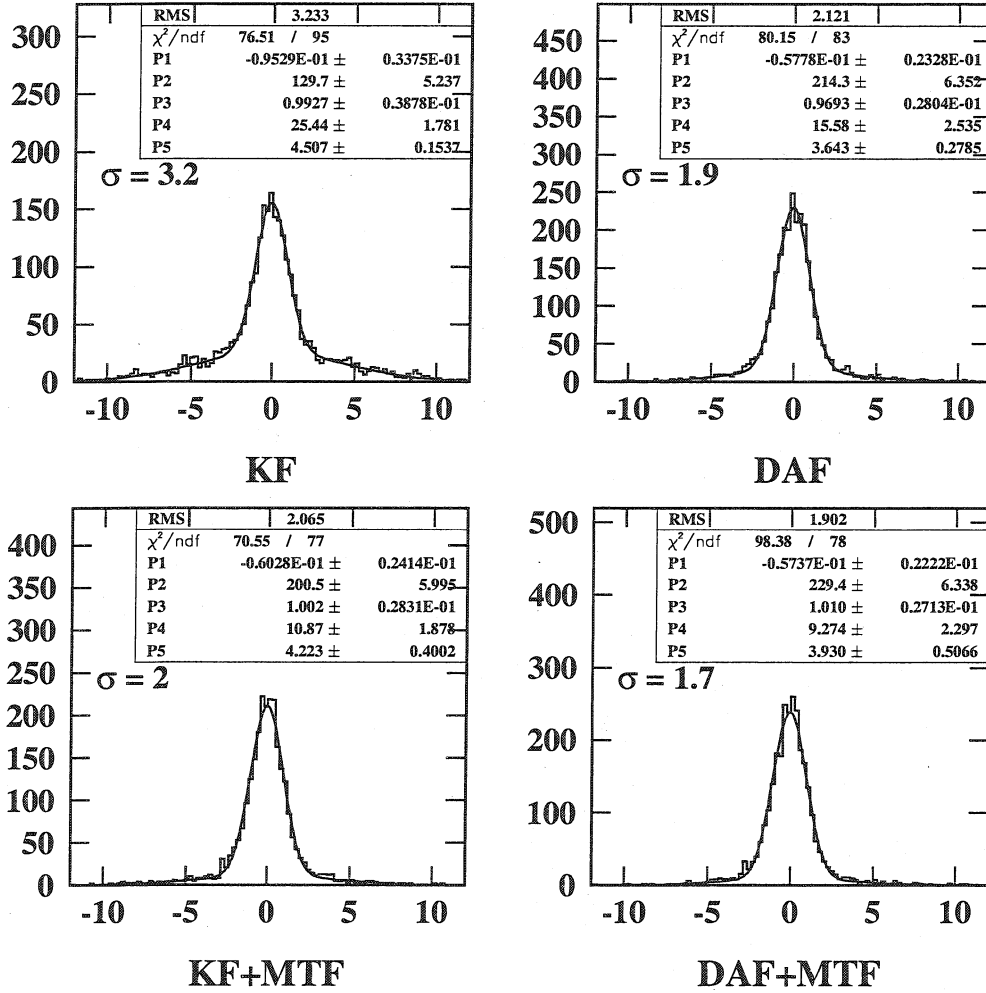 RMS 3.233
χ²/ndf 76.51 / 95
P1 -0.9529E-01 ± 0.3375E-01
P2 129.7 ± 5.237
P3 0.9927 ± 0.3878E-01
P4 25.44 ± 1.781
P5 4.507 ± 0.1537
σ = 3.2
300
250
200
150
100
50
0
-10 -5 0 5 10
KF
RMS 2.121
χ²/ndf 80.15 / 83
P1 -0.5778E-01 ± 0.2328E-01
P2 214.3 ± 6.352
P3 0.9693 ± 0.2804E-01
P4 15.58 ± 2.535
P5 3.643 ± 0.2785
σ = 1.9
450
400
350
300
250
200
150
100
50
0
-10 -5 0 5 10
DAF
RMS 2.065
χ²/ndf 70.55 / 77
P1 -0.6028E-01 ± 0.2414E-01
P2 200.5 ± 5.995
P3 1.002 ± 0.2831E-01
P4 10.87 ± 1.878
P5 4.223 ± 0.4002
σ = 2
400
350
300
250
200
150
100
50
0
-10 -5 0 5 10
KF+MTF
RMS 1.902
χ²/ndf 98.38 / 78
P1 -0.5737E-01 ± 0.2222E-01
P2 229.4 ± 6.338
P3 1.010 ± 0.2713E-01
P4 9.274 ± 2.297
P5 3.930 ± 0.5066
σ = 1.7
500
400
300
200
100
0
-10 -5 0 5 10
DAF+MTF